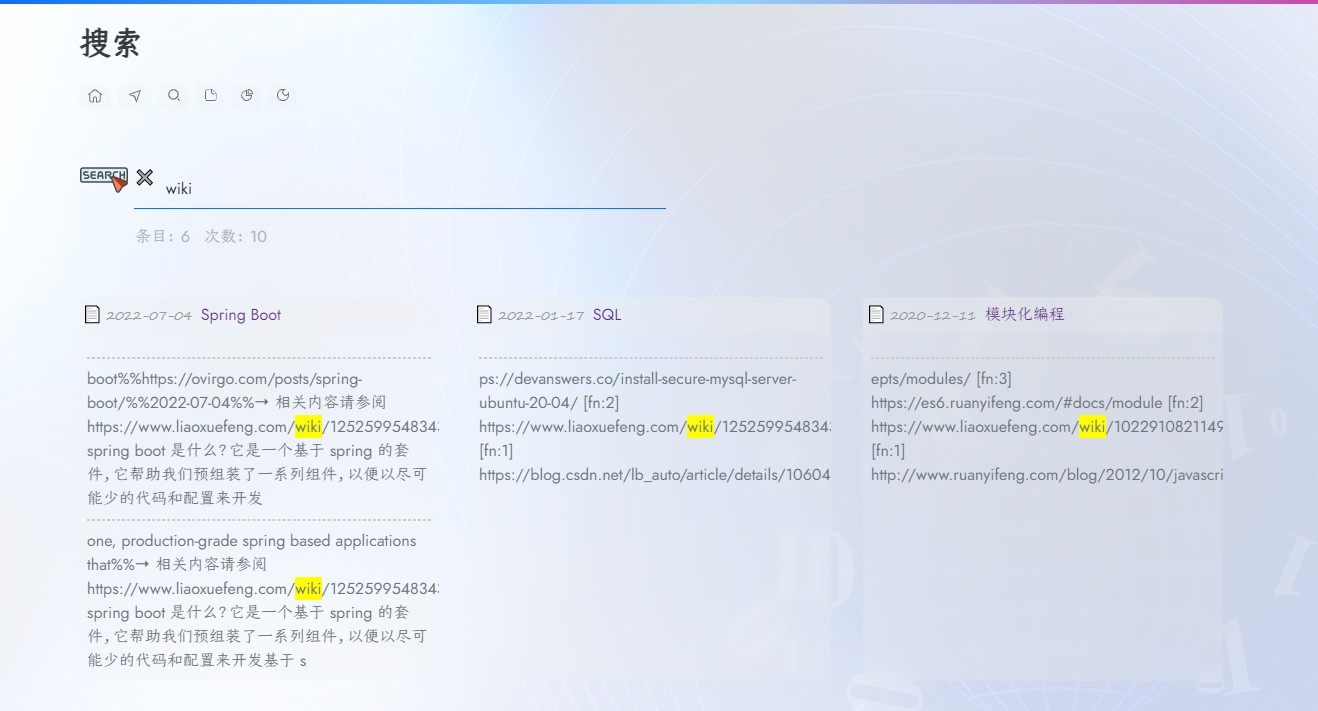 搜索
SEARCH
wiki
条目: 6 次数: 10
2022-07-04 Spring Boot
boot%%https://ovirgo.com/posts/spring-
boot/%%2022-07-04%%→ 相关内容请参阅
https://www.liaoxuefeng.com/wiki/125259954834
spring boot 是什么? 它是一个基于 spring 的套
件, 它帮助我们预组装了一系列组件, 以便以尽可
能少的代码和配置来开发
one, production-grade spring based applications
that%%→ 相关内容请参阅
https://www.liaoxuefeng.com/wiki/125259954834
spring boot 是什么? 它是一个基于 spring 的套
件, 它帮助我们预组装了一系列组件, 以便以尽可
能少的代码和配置来开发基于 s
2022-01-17 SQL
ps://devanswers.co/install-secure-mysql-server-
ubuntu-20-04/ [fn:2]
https://www.liaoxuefeng.com/wiki/125259954834
[fn:1]
https://blog.csdn.net/lb_auto/article/details/10604
2020-12-11 模块化编程
epts/modules/ [fn:3]
https://es6.ruanyifeng.com/#docs/module [fn:2]
https://www.liaoxuefeng.com/wiki/1022910821149
[fn:1]
http://www.ruanyifeng.com/blog/2012/10/javascri